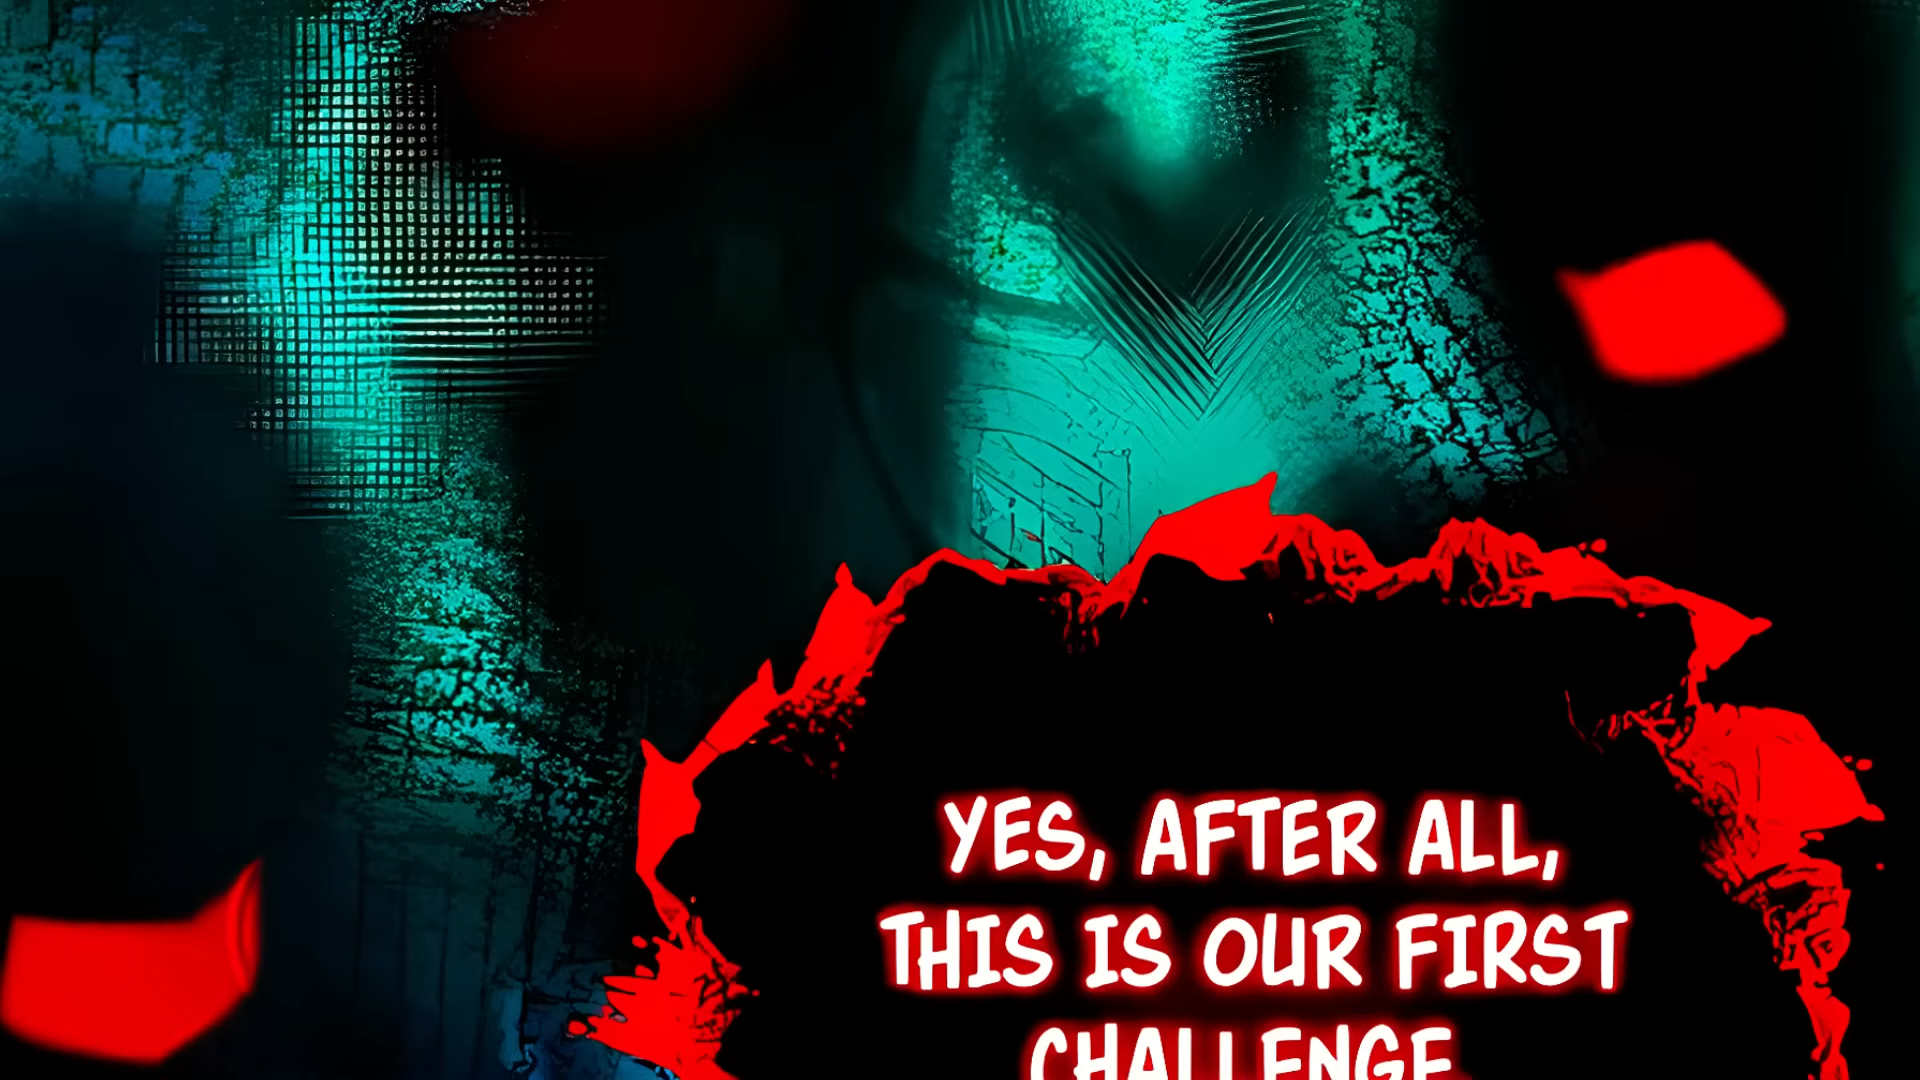 YES, AFTER ALL,
THIS IS OUR FIRST
CHALLENGE